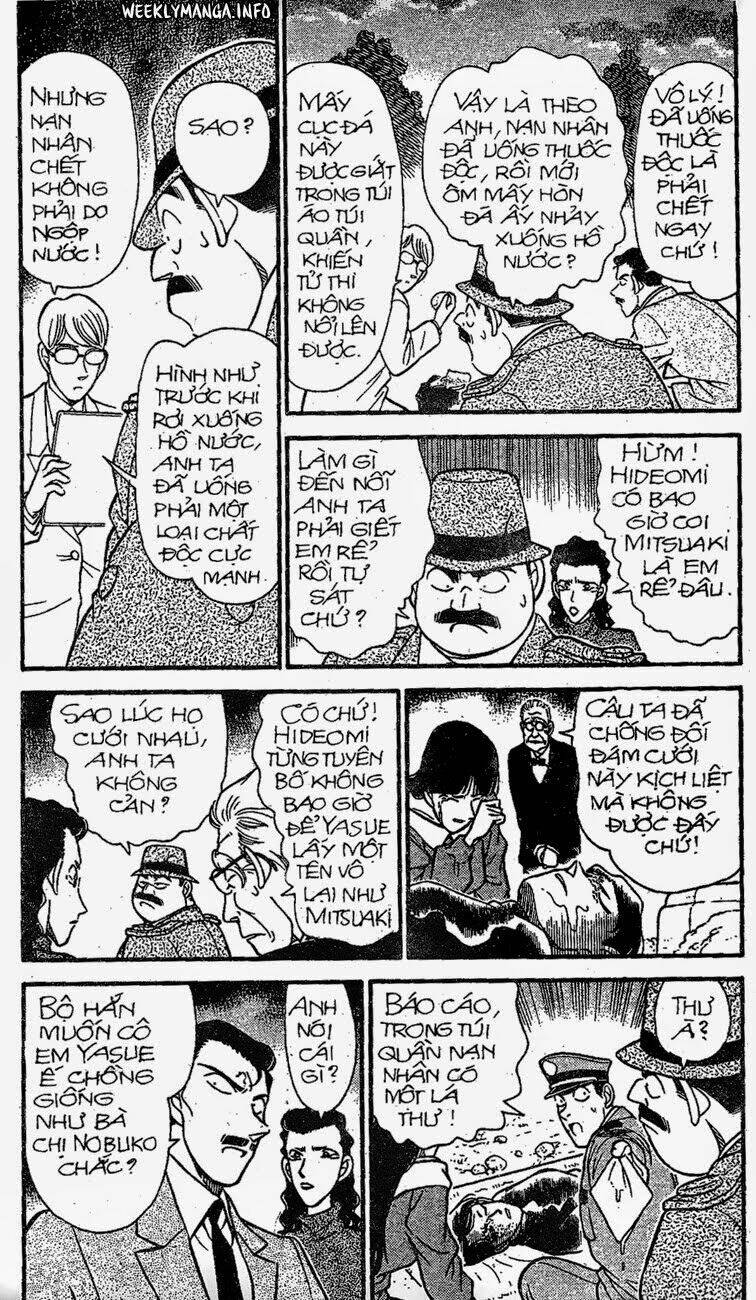 WEEKLYMANGA.INFO
NHƯNG
NẠN
NHÂN
CHẾT
KHÔNG
PHẢI DO
NGỘP
NƯỚC!
SAO?
HÌNH NHƯ
TRƯỚC KHI
RƠI XUỐNG
HỒ NƯỚC,
ANH TA
ĐÃ UỐNG
PHẢI MỘT
LOẠI CHẤT
ĐỘC CỰC
MẠNH.
MẤY
CỤC ĐÁ
NÀY
ĐƯỢC GIẮT
TRONG TÚI
ÁO TÚI
QUẦN,
KHIẾN
TỬ THI
KHÔNG
NỔI LÊN
ĐƯỢC.
VẬY LÀ THEO
ANH, NẠN NHÂN
ĐÃ UỐNG THUỐC
ĐỘC, RỒI MỚI
ÔM MẤY HÒN
ĐÁ ẤY NHẢY
XUỐNG HỒ
NƯỚC?
VÔ LÝ!
ĐÃ UỐNG
THUỐC
ĐỘC LÀ
PHẢI
CHẾT
NGAY
CHỨ!
LÀM GÌ
ĐẾN NỖI
ANH TA
PHẢI GIẾT
EM RỂ
RỒI TỰ
SÁT
CHỨ?
HỪM!
HIDEOMI
CÓ BAO
GIỜ COI
MITSUAKI
LÀ EM
RỂ ĐÂU.
SAO LÚC HỌ
CƯỚI NHAU,
ANH TA
KHÔNG
CẢN?
CÓ CHỨ!
HIDEOMI
TỪNG TUYÊN
BỐ KHÔNG
BAO GIỜ
ĐỂ YASUE
LẤY MỘT
TÊN VÔ
LẠI NHƯ
MITSUAKI
CẬU TA ĐÃ
CHỐNG ĐỐI
ĐÁM CƯỚI
NÀY KỊCH LIỆT
MÀ KHÔNG
ĐƯỢC ĐẤY
CHỨ!
BỘ HẮN
MUỐN CÔ
EM YASUE
Ế CHỒNG
GIỐNG
NHƯ BÀ
CHỊ NOBUKO
CHẮC?
ANH
NÓI
CÁI
GÌ?
BÁO CÁO,
TRONG TÚI
QUẦN NẠN
NHÂN CÓ
MỘT LÁ
THƯ!
THƯ
À?